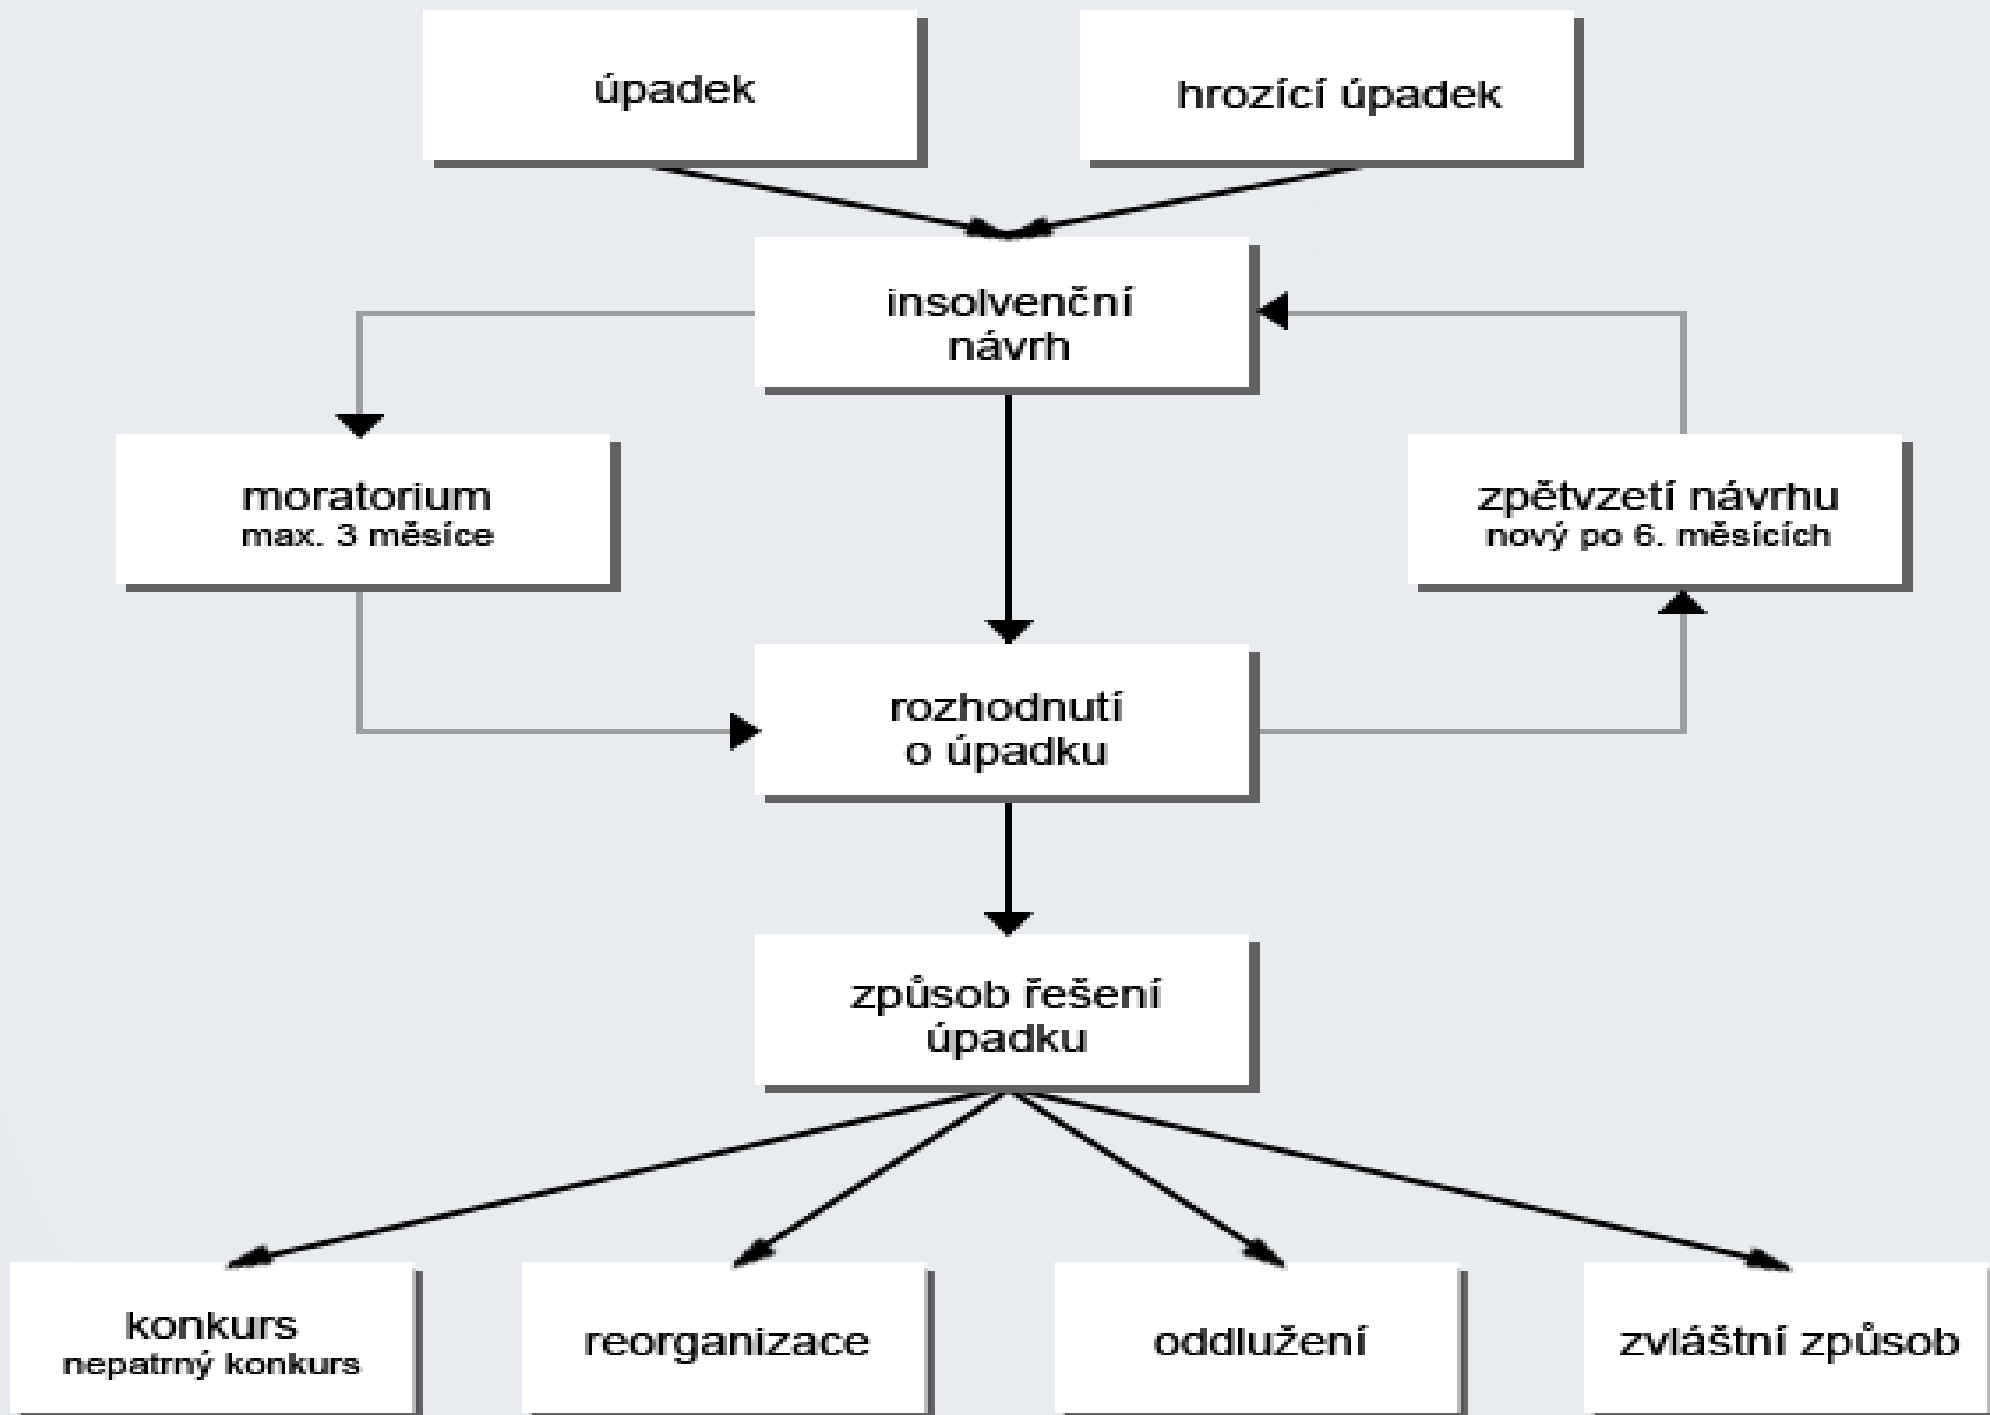 úpadek
hrozící úpadek
insolvenční
návrh
moratorium
max. 3 měsíce
zpětvzetí návrhu
nový po 6. měsících
rozhodnutí
o úpadku
způsob řešení
úpadku
konkurs
nepatrný konkurs
reorganizace
oddlužení
zvláštní způsob